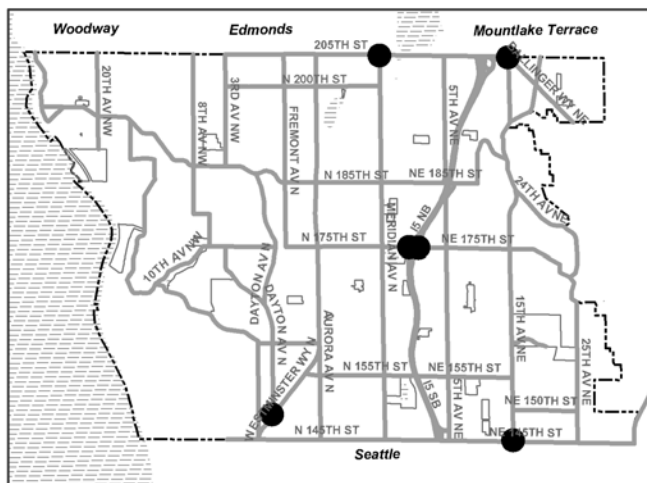 Woodway
Edmonds
Mountlake Terrace
205TH ST
BALLINGER WY NE
20TH AV NW
8TH AV NW
3RD AV NW
N 200TH ST
FREMONT AV N
5TH AV NE
N 185TH ST
NE 185TH ST
24TH AV NE
MERIDIAN AV N
I5 NB
10TH AV NW
N 175TH ST
NE 175TH ST
DAYTON AV N
DAYTON AV N
AURORA AV N
WESTMINSTER WY N
15TH AV NE
25TH AV NE
N 155TH ST
NE 155TH ST
I5 SB
5TH AV NE
NE 150TH ST
N 145TH ST
NE 145TH ST
Seattle